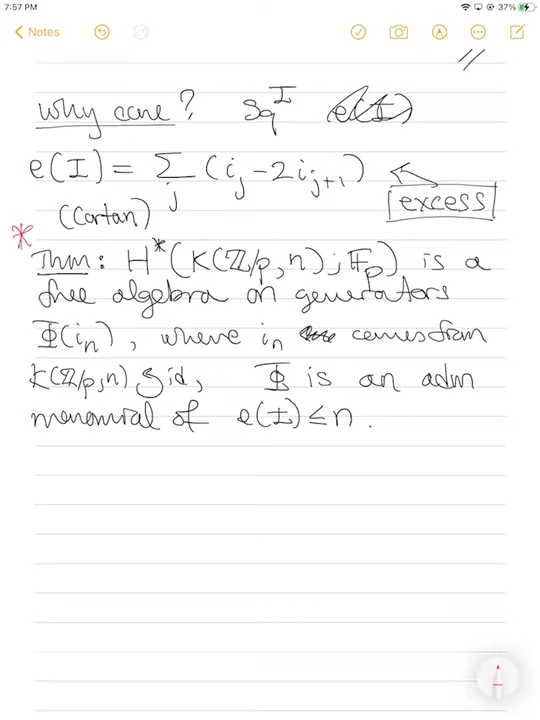 7:57 PM 37%
Notes
Why care? Sq^I e(I)
e(I) = ∑_j (i_j - 2i_{j+1})
excess
(Cartan)
* Thm: H*(K(ℤ/p, n); 𝔽_p) is a
free algebra on generators
Φ(i_n), where i_n comes from
K(ℤ/p, n) id, Φ is an adm
monomial of e(I) ≤ n.